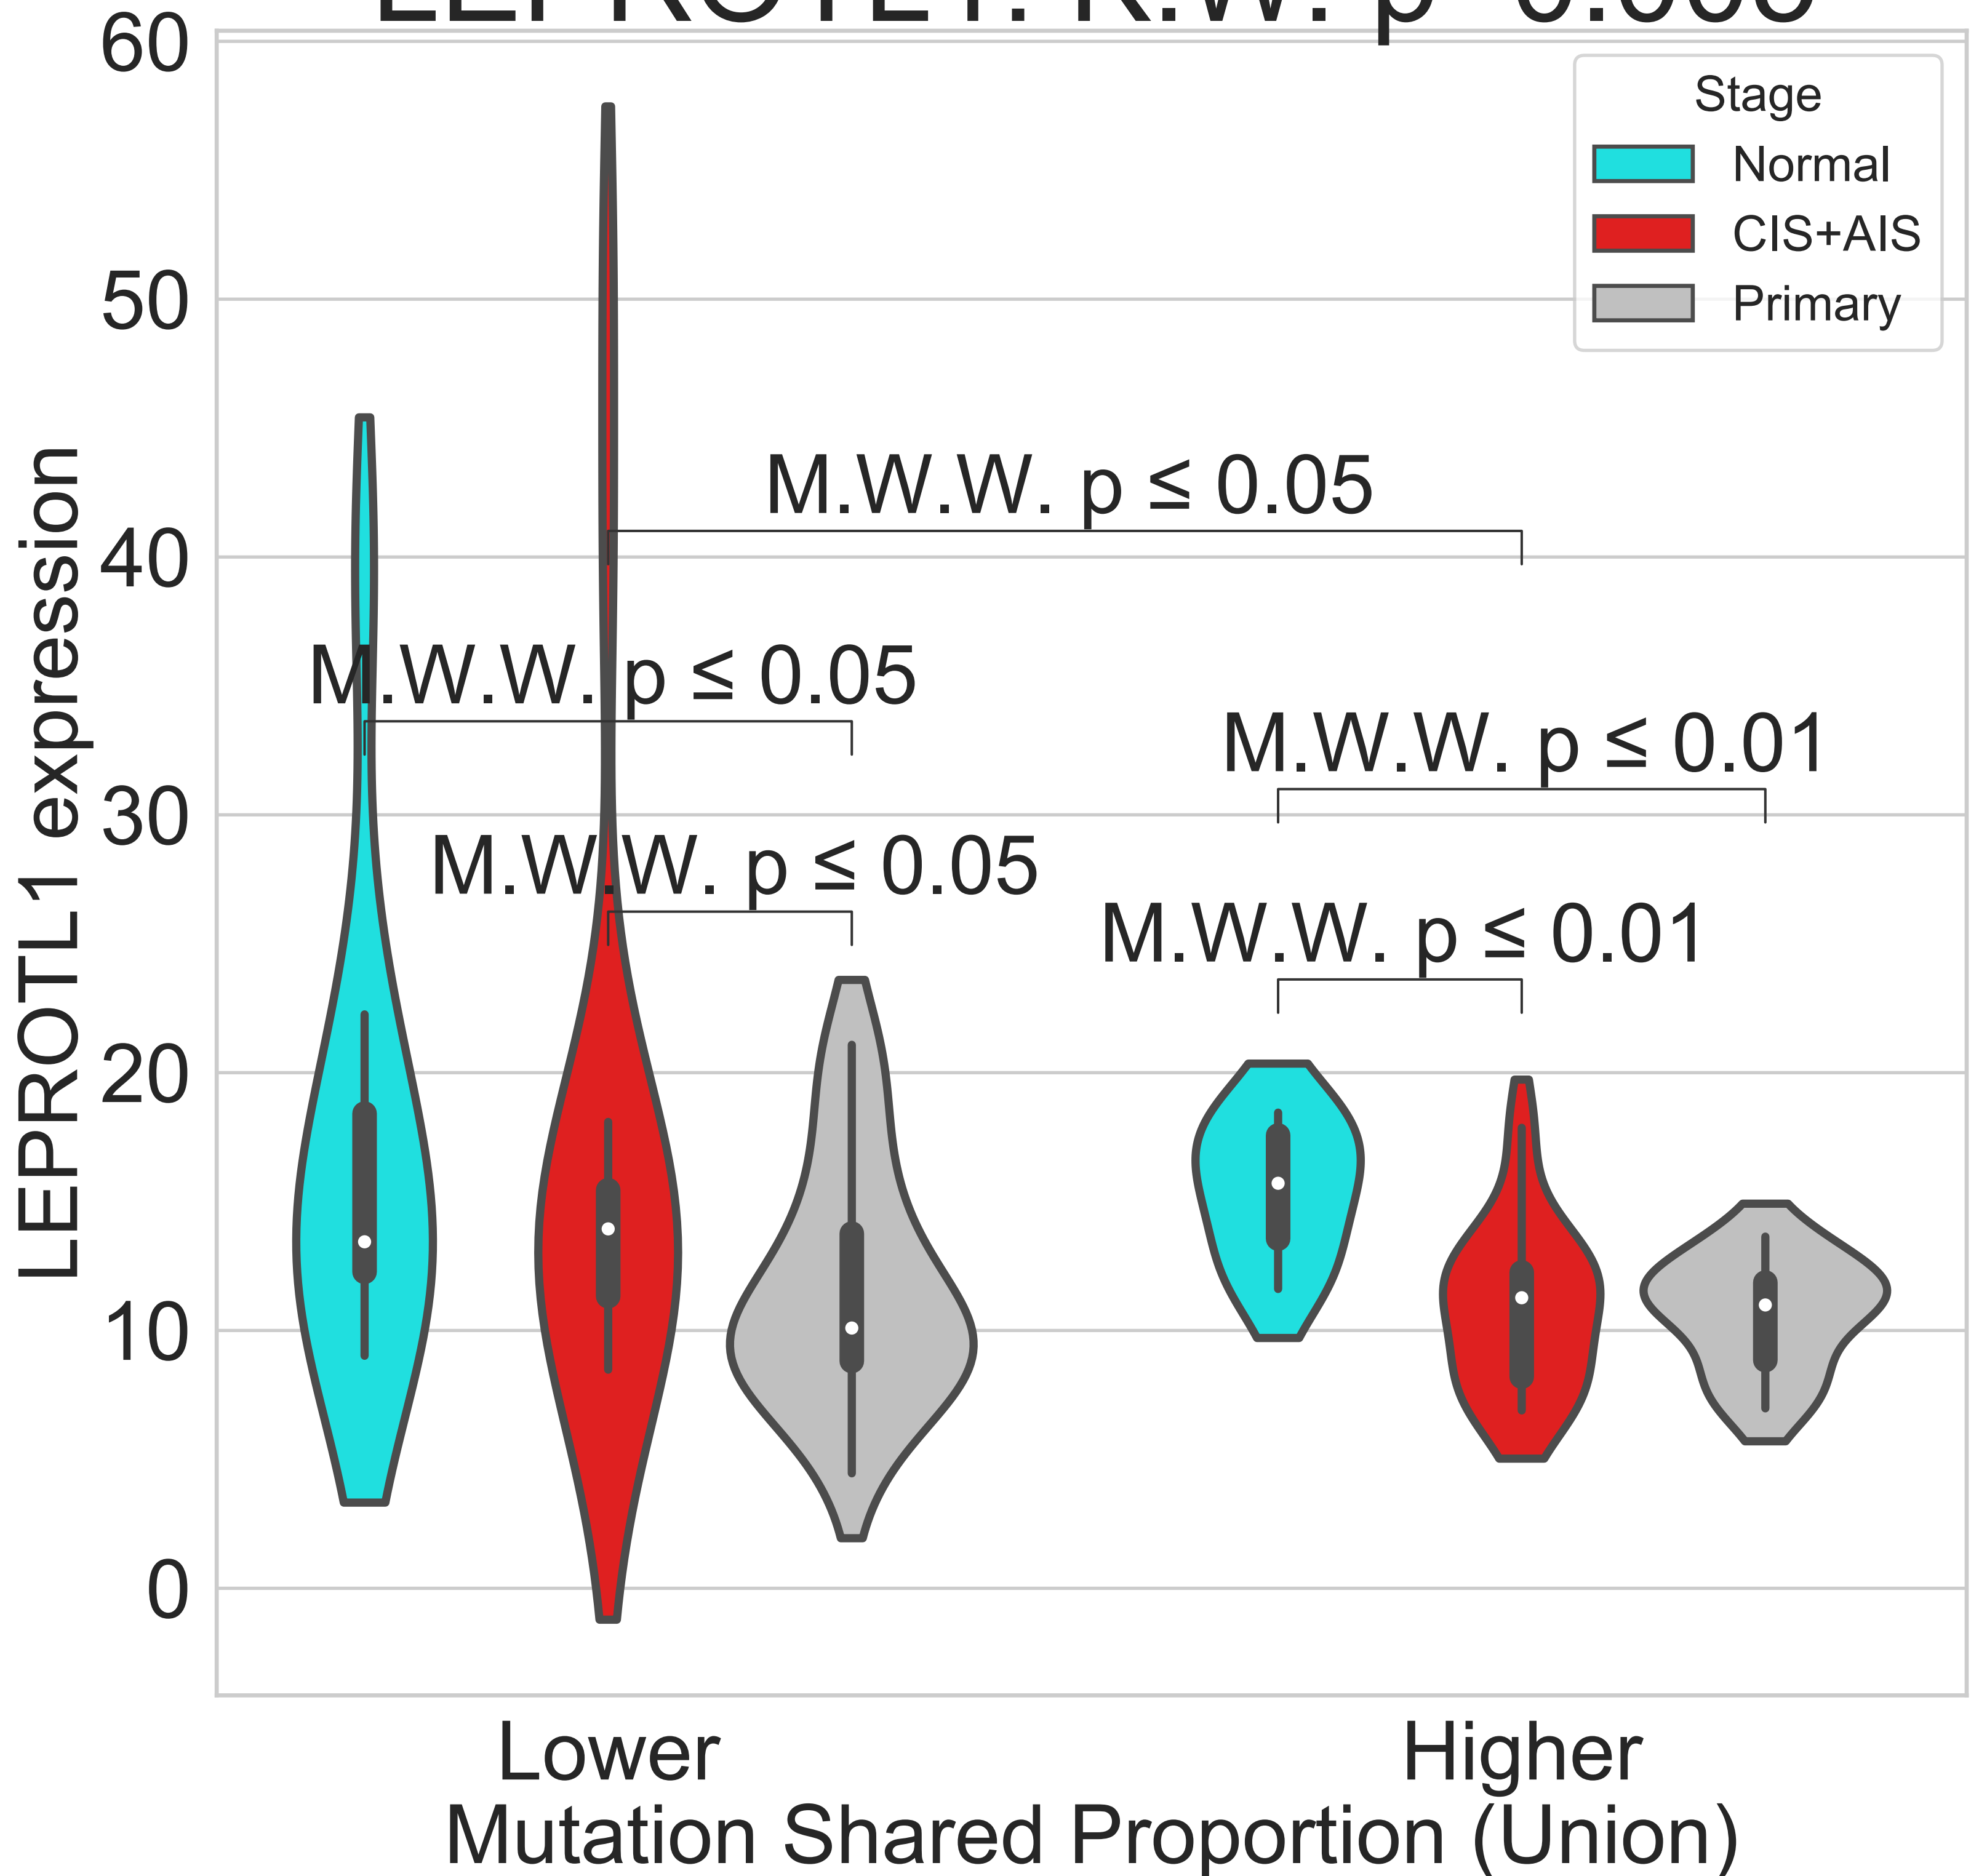 60
50
40
30
20
10
0
LEPROTL1 expression
Stage
Normal
CIS+AIS
Primary
M.W.W. p ≤ 0.05
M.W.W. p ≤ 0.05
M.W.W. p ≤ 0.01
M.W.W. p ≤ 0.05
M.W.W. p ≤ 0.01
Lower
Higher
Mutation Shared Proportion (Union)